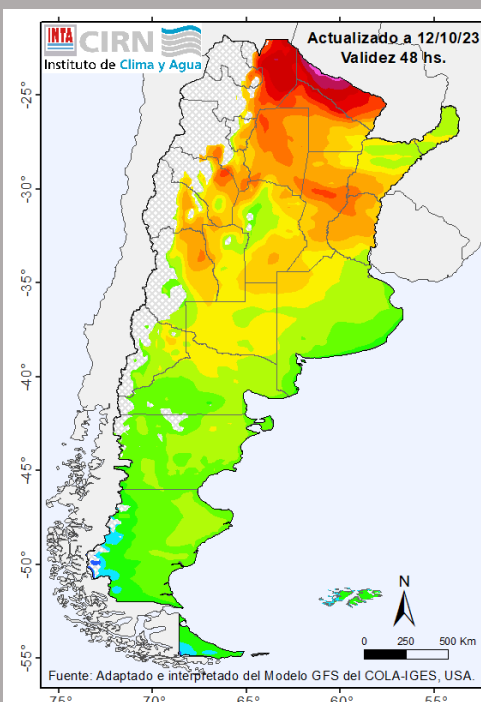 INTA CIRN
Instituto de Clima y Agua
Actualizado a 12/10/23
Validez 48 hs.
-25°
-30°
-35°
-40°
-45°
-50°
-55°
N
0 250 500 Km
Fuente: Adaptado e interpretado del Modelo GFS del COLA-IGES, USA.
75° 70° 65° 60° 55°